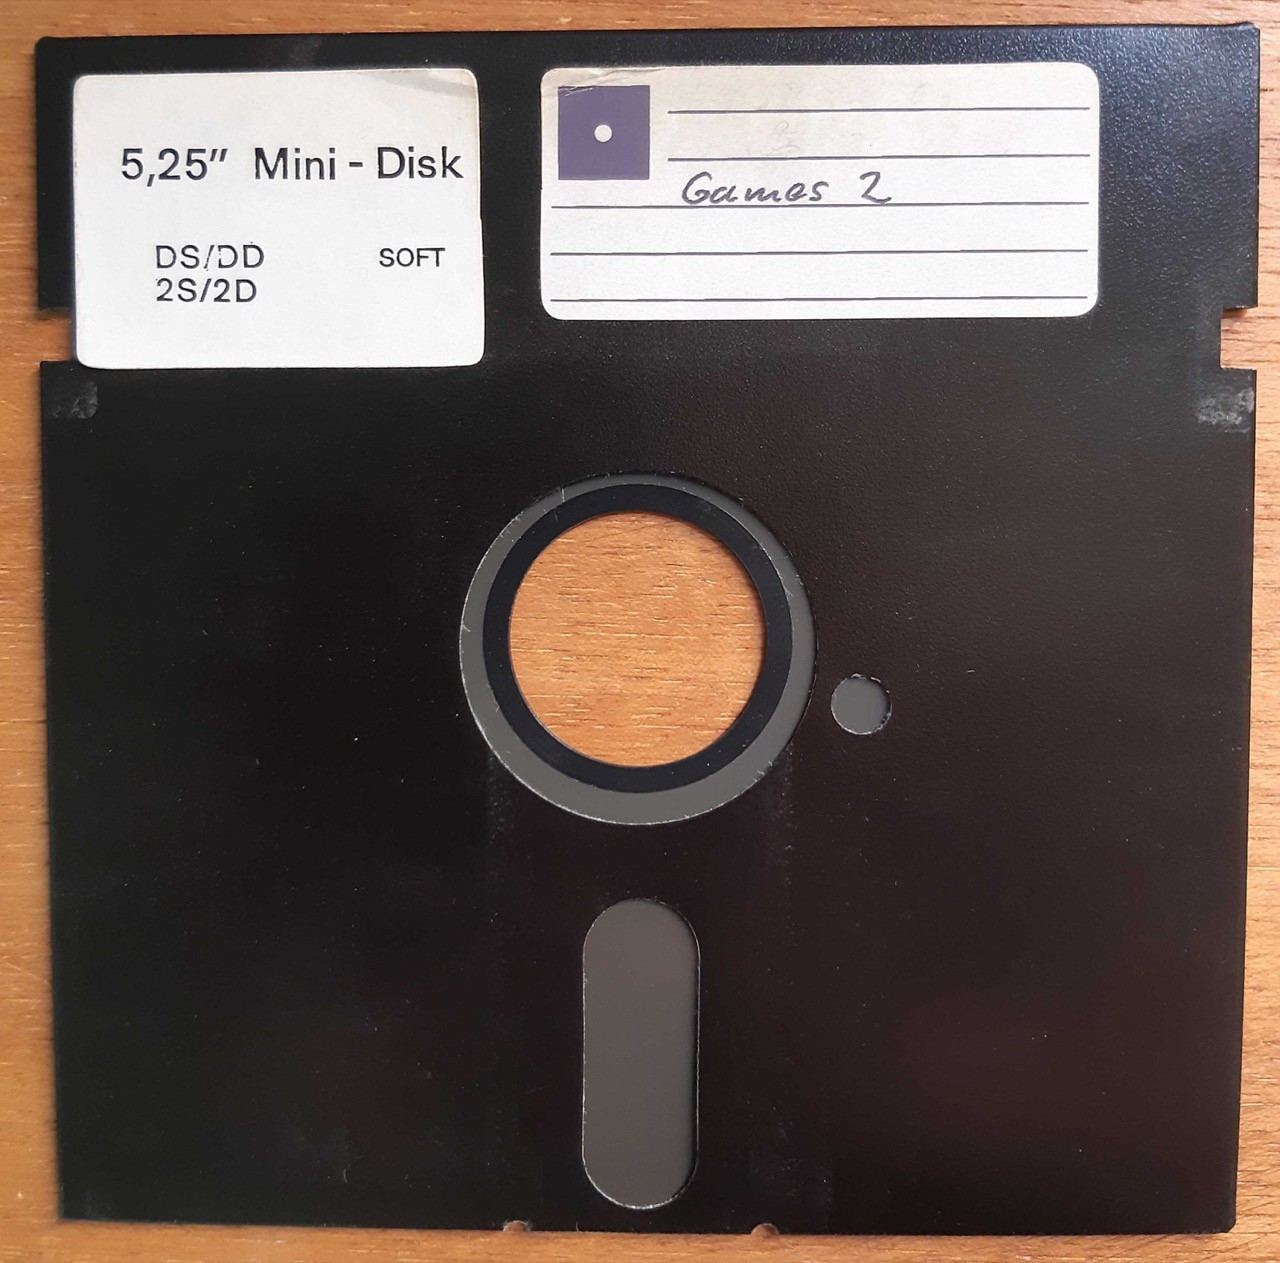 5,25" Mini - Disk
DS/DD SOFT
2S/2D
Games 2